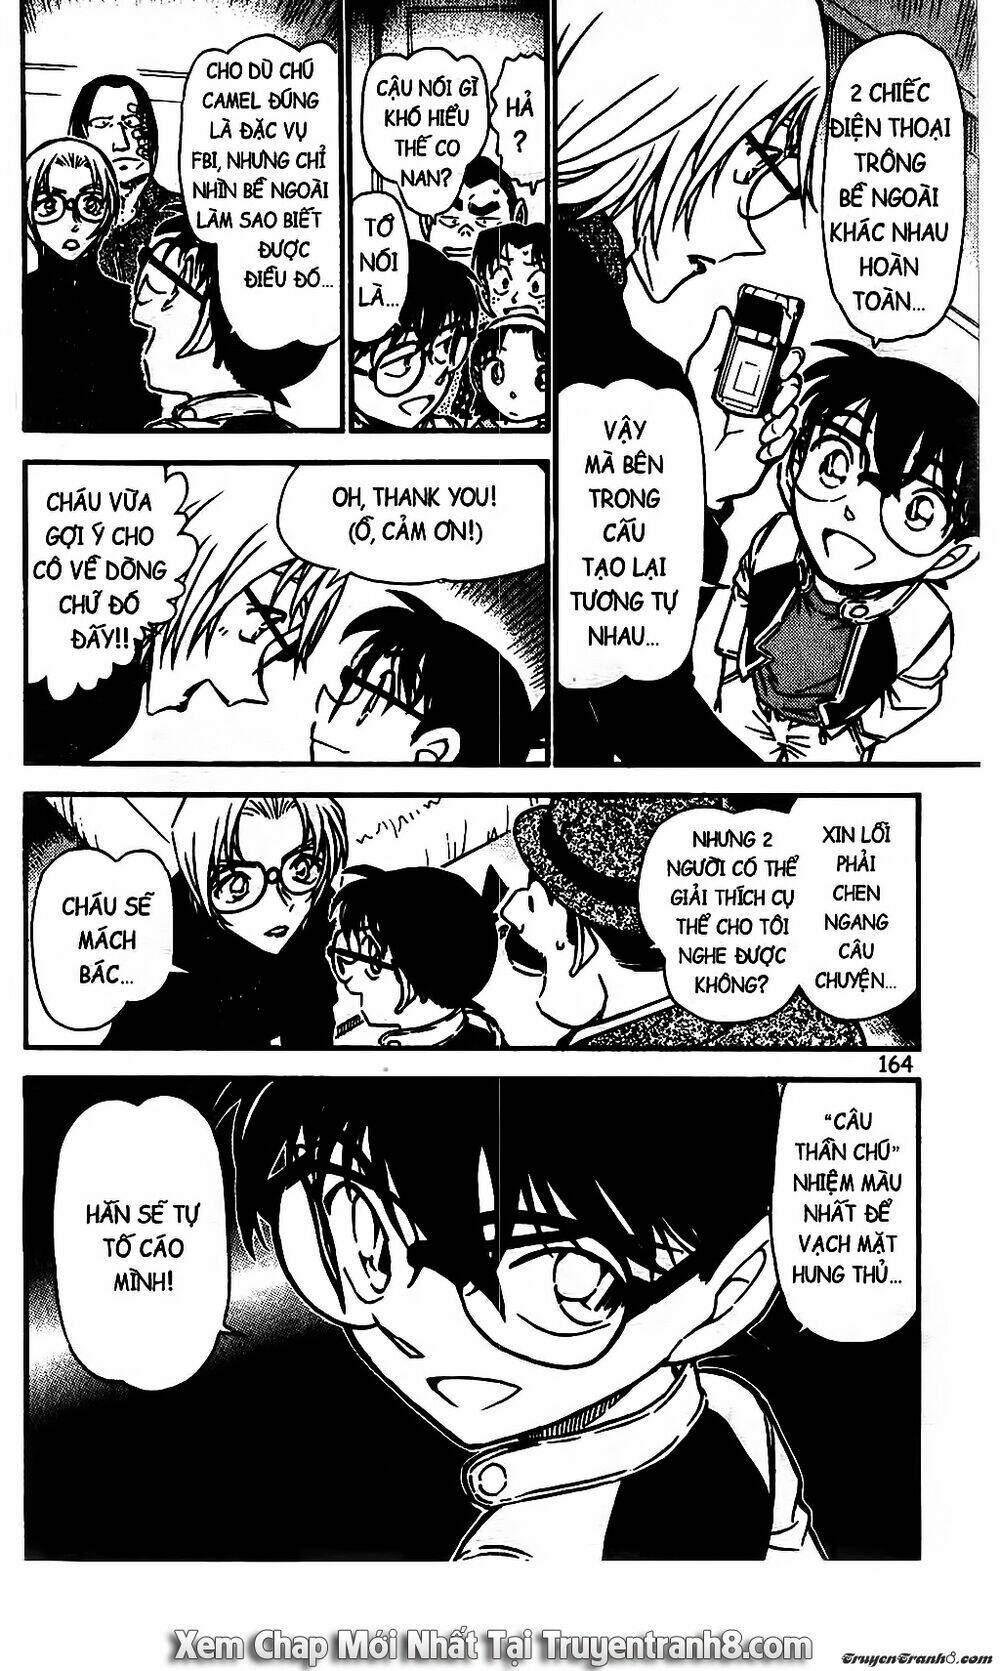 2 CHIẾC
ĐIỆN THOẠI
TRÔNG
BỀ NGOÀI
KHÁC NHAU
HOÀN
TOÀN...
VẬY
MÀ BÊN
TRONG
CẤU
TẠO LẠI
TƯƠNG TỰ
NHAU...
HẢ
?
CẬU NÓI GÌ
KHÓ HIỂU
THẾ CO
NAN?
TỚ
NÓI
LÀ...
CHO DÙ CHÚ
CAMEL ĐÚNG
LÀ ĐẶC VỤ
FBI, NHƯNG CHỈ
NHÌN BỀ NGOÀI
LÀM SAO BIẾT
ĐƯỢC
ĐIỀU ĐÓ...
OH, THANK YOU!
(Ồ, CẢM ƠN!)
CHÁU VỪA
GỢI Ý CHO
CÔ VỀ DÒNG
CHỮ ĐÓ
ĐẤY!!
XIN LỖI
PHẢI
CHEN
NGANG
CÂU
CHUYỆN...
NHƯNG 2
NGƯỜI CÓ THỂ
GIẢI THÍCH CỤ
THỂ CHO TÔI
NGHE ĐƯỢC
KHÔNG?
CHÁU SẼ
MÁCH
BÁC...
164
“CÂU
THẦN CHÚ”
NHIỆM MÀU
NHẤT ĐỂ
VẠCH MẶT
HUNG THỦ...
HẮN SẼ TỰ
TỐ CÁO
MÌNH!
Xem Chap Mới Nhất Tại Truyentranh8.com
TruyenTranh8.com